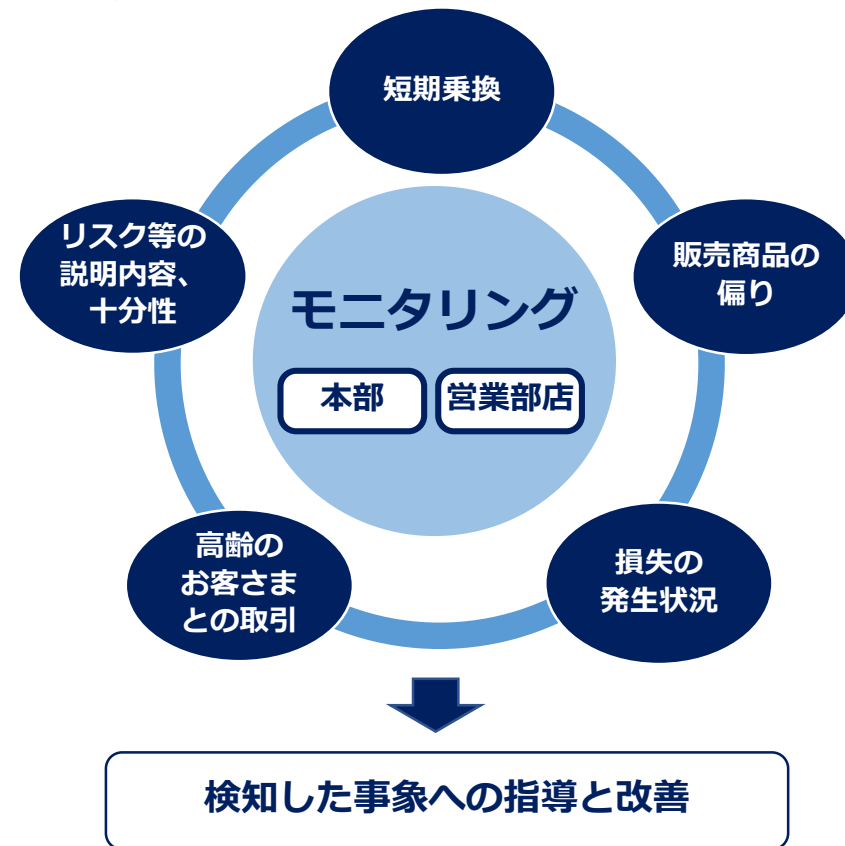 短期乗換
リスク等の
説明内容、
十分性
販売商品の
偏り
モニタリング
本部
営業部店
高齢の
お客さま
との取引
損失の
発生状況
検知した事象への指導と改善